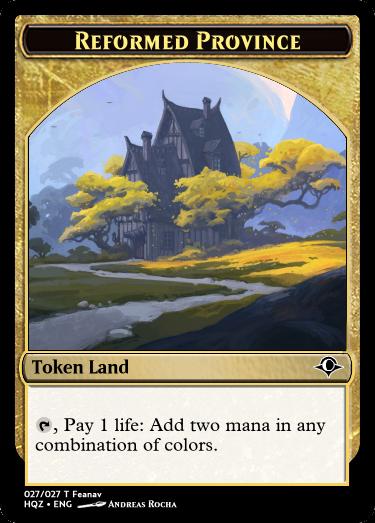 Reformed Province
Token Land
, Pay 1 life: Add two mana in any
combination of colors.
027/027 T Feanav
HQZ • ENG Andreas Rocha